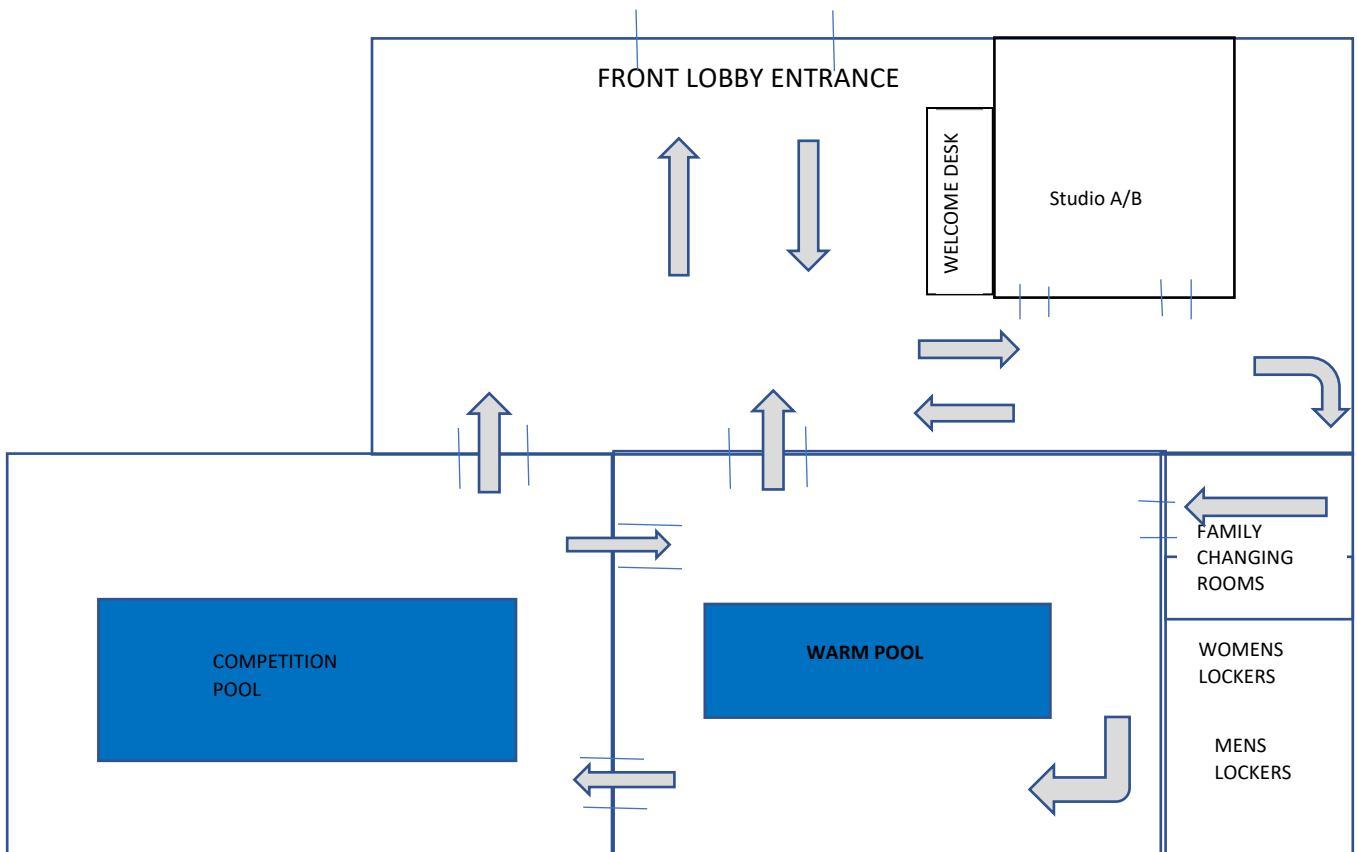 FRONT LOBBY ENTRANCE
WELCOME DESK
Studio A/B
FAMILY
CHANGING
ROOMS
COMPETITION
POOL
WARM POOL
WOMENS
LOCKERS
MENS
LOCKERS